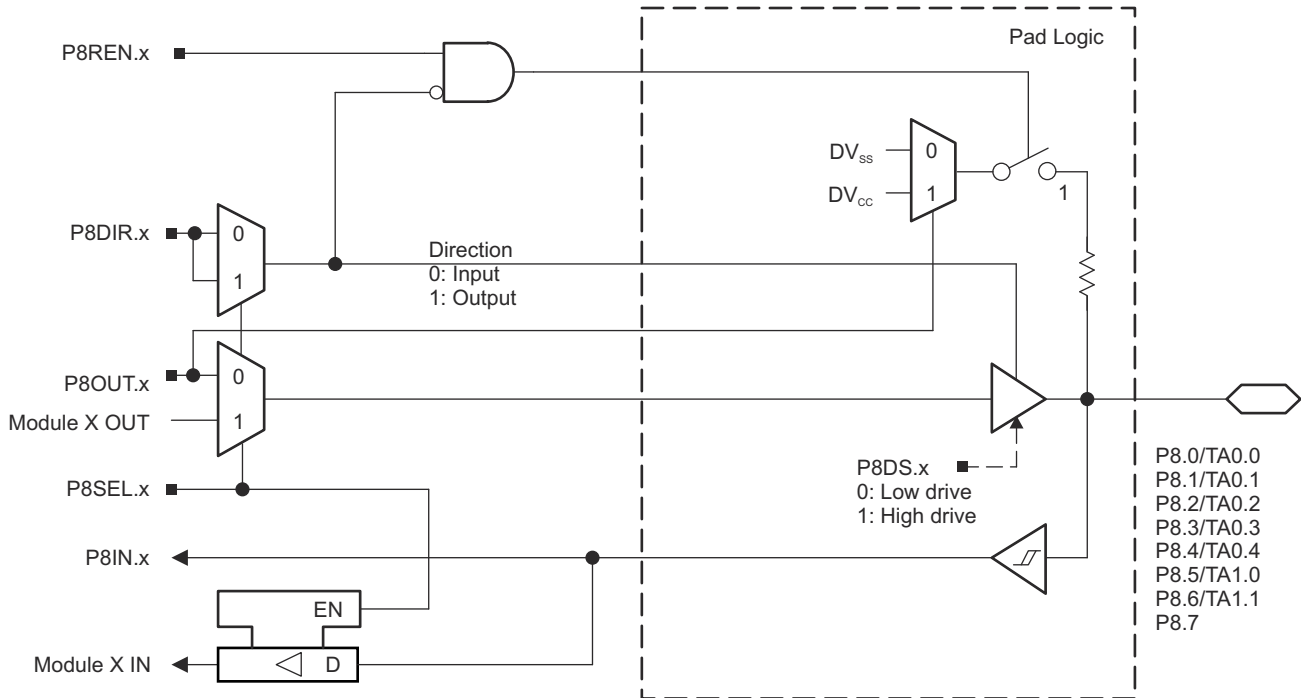 Pad Logic
P8REN.x
DVSS
0
DVCC
1
1
P8DIR.x
0
1
Direction
0: Input
1: Output
P8OUT.x
0
Module X OUT
1
P8DS.x
0: Low drive
1: High drive
P8SEL.x
P8IN.x
EN
Module X IN
D
P8.0/TA0.0
P8.1/TA0.1
P8.2/TA0.2
P8.3/TA0.3
P8.4/TA0.4
P8.5/TA1.0
P8.6/TA1.1
P8.7